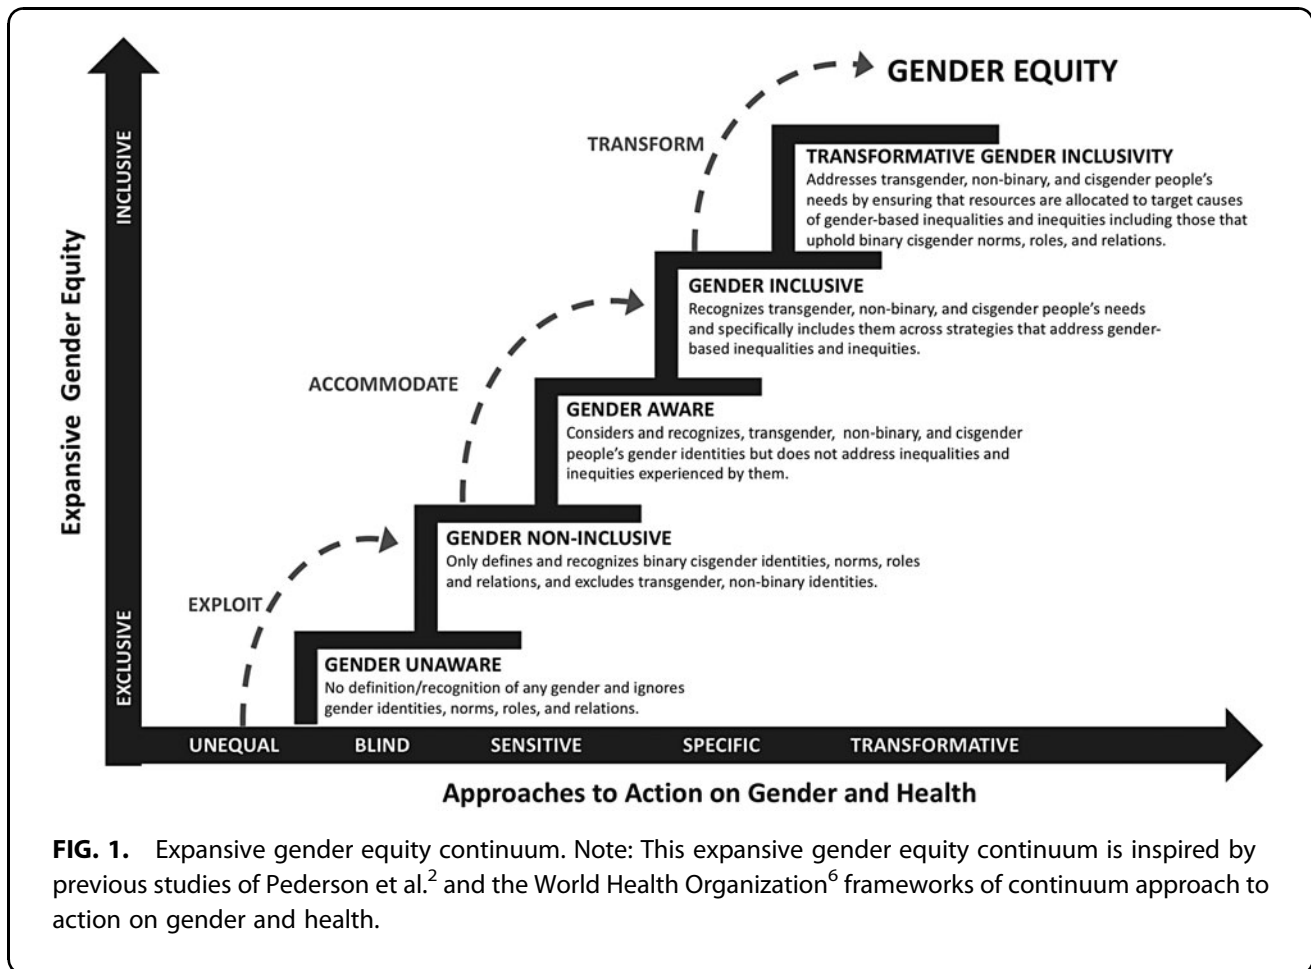 GENDER EQUITY
TRANSFORM
TRANSFORMATIVE GENDER INCLUSIVITY
Addresses transgender, non-binary, and cisgender people's
needs by ensuring that resources are allocated to target causes
of gender-based inequalities and inequities including those that
uphold binary cisgender norms, roles, and relations.
INCLUSIVE
Expansive Gender Equity
EXCLUSIVE
GENDER INCLUSIVE
Recognizes transgender, non-binary, and cisgender people's needs
and specifically includes them across strategies that address gender-
based inequalities and inequities.
ACCOMMODATE
GENDER AWARE
Considers and recognizes, transgender, non-binary, and cisgender
people's gender identities but does not address inequalities and
inequities experienced by them.
GENDER NON-INCLUSIVE
Only defines and recognizes binary cisgender identities, norms, roles
and relations, and excludes transgender, non-binary identities.
EXPLOIT
GENDER UNAWARE
No definition/recognition of any gender and ignores
gender identities, norms, roles, and relations.
UNEQUAL BLIND SENSITIVE SPECIFIC TRANSFORMATIVE
Approaches to Action on Gender and Health
FIG. 1. Expansive gender equity continuum. Note: This expansive gender equity continuum is inspired by
previous studies of Pederson et al.² and the World Health Organization⁶ frameworks of continuum approach to
action on gender and health.